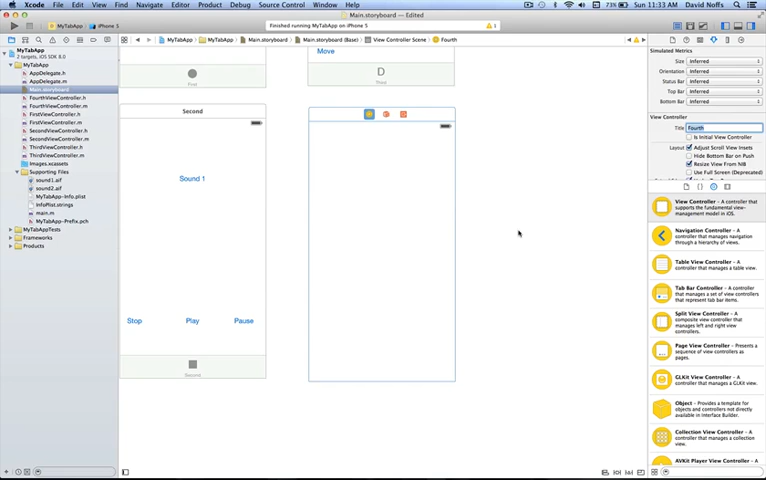 Xcode File Edit View Find Navigate Editor Product Debug Source Control Window Help
73% Sun 11:33 AM David Noffs
Main.storyboard — Edited
MyTabApp iPhone 5
Finished running MyTabApp on iPhone 5
1
MyTabApp MyTabApp Main.storyboard Main.storyboard (Base) View Controller Scene Fourth
MyTabApp
2 targets, iOS SDK 8.0
MyTabApp
AppDelegate.h
AppDelegate.m
Main.storyboard
FourthViewController.h
FourthViewController.m
FirstViewController.h
FirstViewController.m
SecondViewController.h
SecondViewController.m
ThirdViewController.h
ThirdViewController.m
Images.xcassets
Supporting Files
sound1.aif
sound2.aif
MyTabApp-Info.plist
InfoPlist.strings
main.m
MyTabApp-Prefix.pch
MyTabAppTests
Frameworks
Products
First
Move
D
Third
Second
Sound 1
Stop Play Pause
Second
Simulated Metrics
Size Inferred
Orientation Inferred
Status Bar Inferred
Top Bar Inferred
Bottom Bar Inferred
View Controller
Title Fourth
Is Initial View Controller
Layout Adjust Scroll View Insets
Hide Bottom Bar on Push
Resize View From NIB
Use Full Screen (Deprecated)
View Controller – A controller that supports the fundamental view-management model in iOS.
Navigation Controller – A controller that manages navigation through a hierarchy of views.
Table View Controller – A controller that manages a table view.
Tab Bar Controller – A controller that manages a set of view controllers that represent tab bar items.
Split View Controller – A composite view controller that manages left and right view controllers.
Page View Controller – Presents a sequence of view controllers as pages.
GLKit View Controller – A controller that manages a GLKit view.
Object – Provides a template for objects and controllers not directly available in Interface Builder.
Collection View Controller – A controller that manages a collection view.
AVKit Player View Controller – A